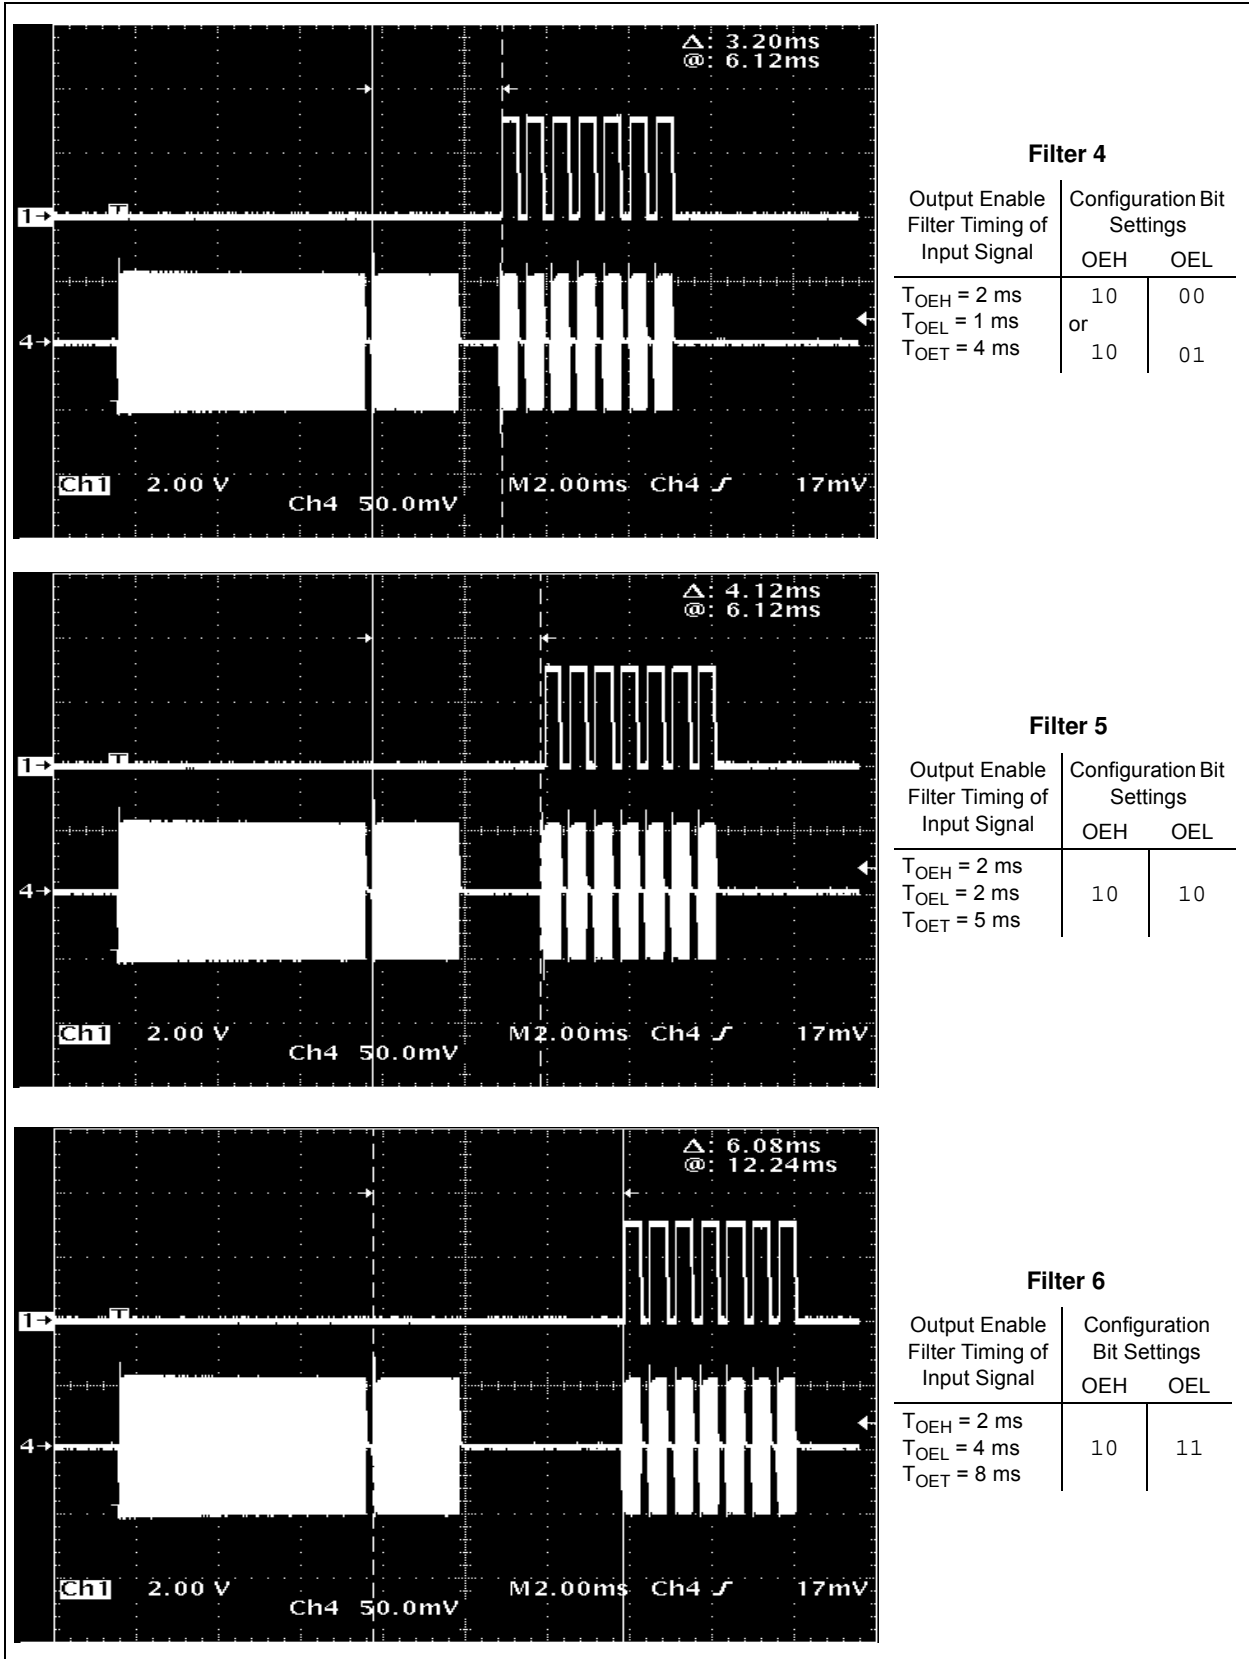 Δ: 3.20ms
@: 6.12ms
1→
T
4→
Ch1 2.00 V
Ch4 50.0mV
M2.00ms Ch4 ƒ 17mV
Filter 4
Output Enable Filter Timing of Input Signal
Configuration Bit Settings
OEH OEL
TOEH = 2 ms
TOEL = 1 ms
TOET = 4 ms
10 00
or
10 01
Δ: 4.12ms
@: 6.12ms
1→
T
4→
Ch1 2.00 V
Ch4 50.0mV
M2.00ms Ch4 ƒ 17mV
Filter 5
Output Enable Filter Timing of Input Signal
Configuration Bit Settings
OEH OEL
TOEH = 2 ms
TOEL = 2 ms
TOET = 5 ms
10 10
Δ: 6.08ms
@: 12.24ms
1→
T
4→
Ch1 2.00 V
Ch4 50.0mV
M2.00ms Ch4 ƒ 17mV
Filter 6
Output Enable Filter Timing of Input Signal
Configuration Bit Settings
OEH OEL
TOEH = 2 ms
TOEL = 4 ms
TOET = 8 ms
10 11